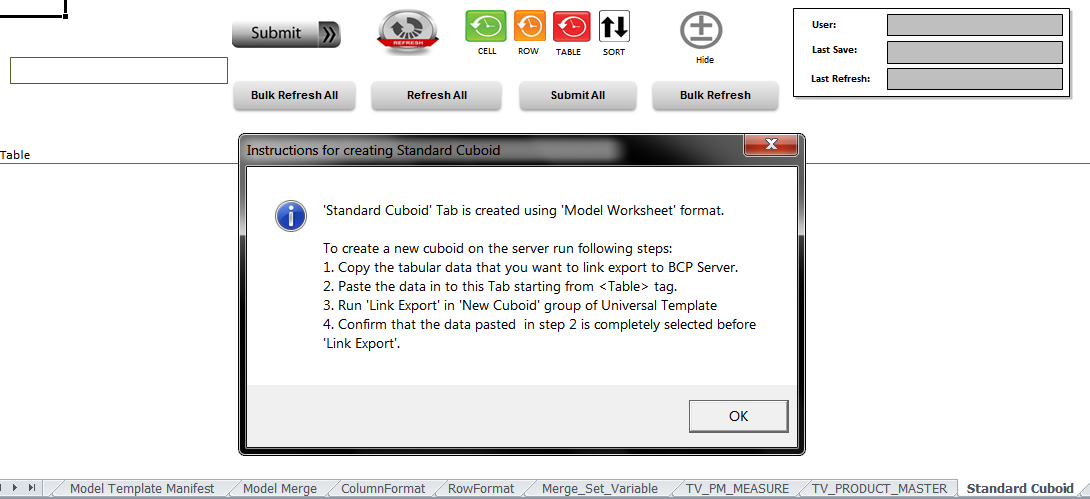 Submit
REFRESH
CELL
ROW
TABLE
SORT
Hide
User:
Last Save:
Last Refresh:
Bulk Refresh All
Refresh All
Submit All
Bulk Refresh
Table
Instructions for creating Standard Cuboid
'Standard Cuboid' Tab is created using 'Model Worksheet' format.
To create a new cuboid on the server run following steps:
1. Copy the tabular data that you want to link export to BCP Server.
2. Paste the data in to this Tab starting from <Table> tag.
3. Run 'Link Export' in 'New Cuboid' group of Universal Template
4. Confirm that the data pasted  in step 2 is completely selected before
'Link Export'.
OK
Model Template Manifest
Model Merge
ColumnFormat
RowFormat
Merge_Set_Variable
TV_PM_MEASURE
TV_PRODUCT_MASTER
Standard Cuboid